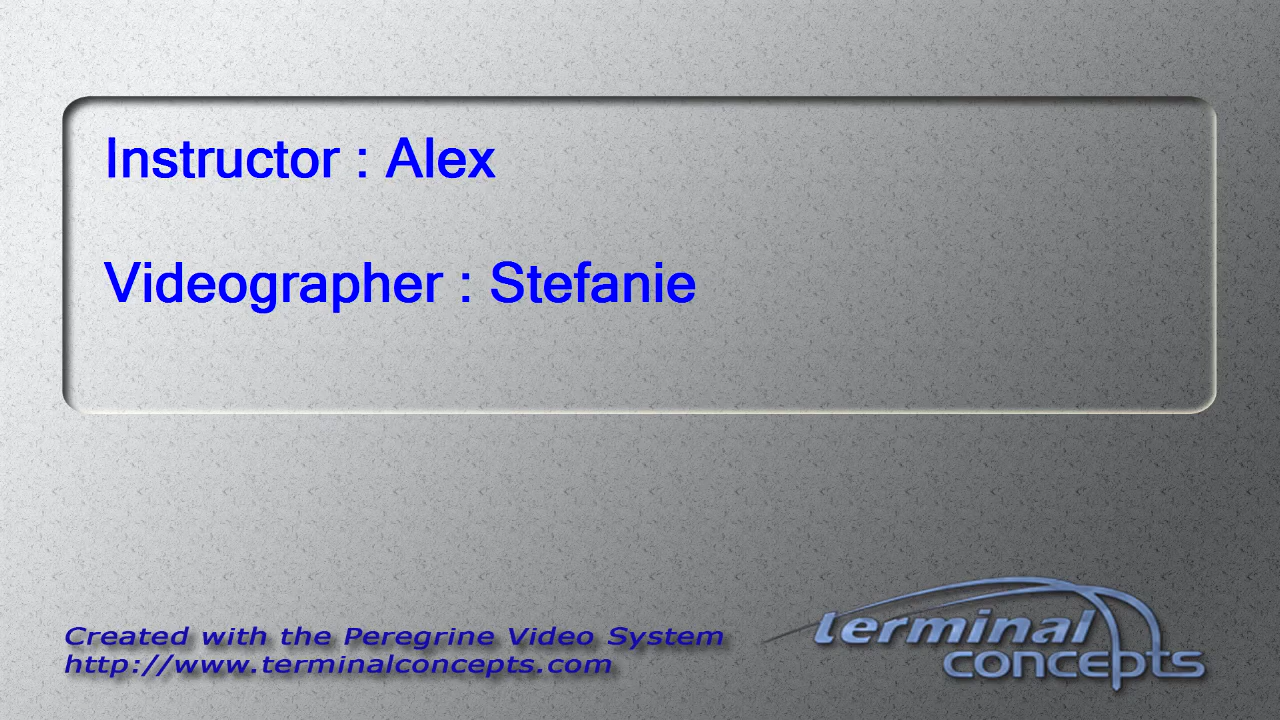 Instructor : Alex
Videographer : Stefanie
Created with the Peregrine Video System
http://www.terminalconcepts.com
terminal
concepts